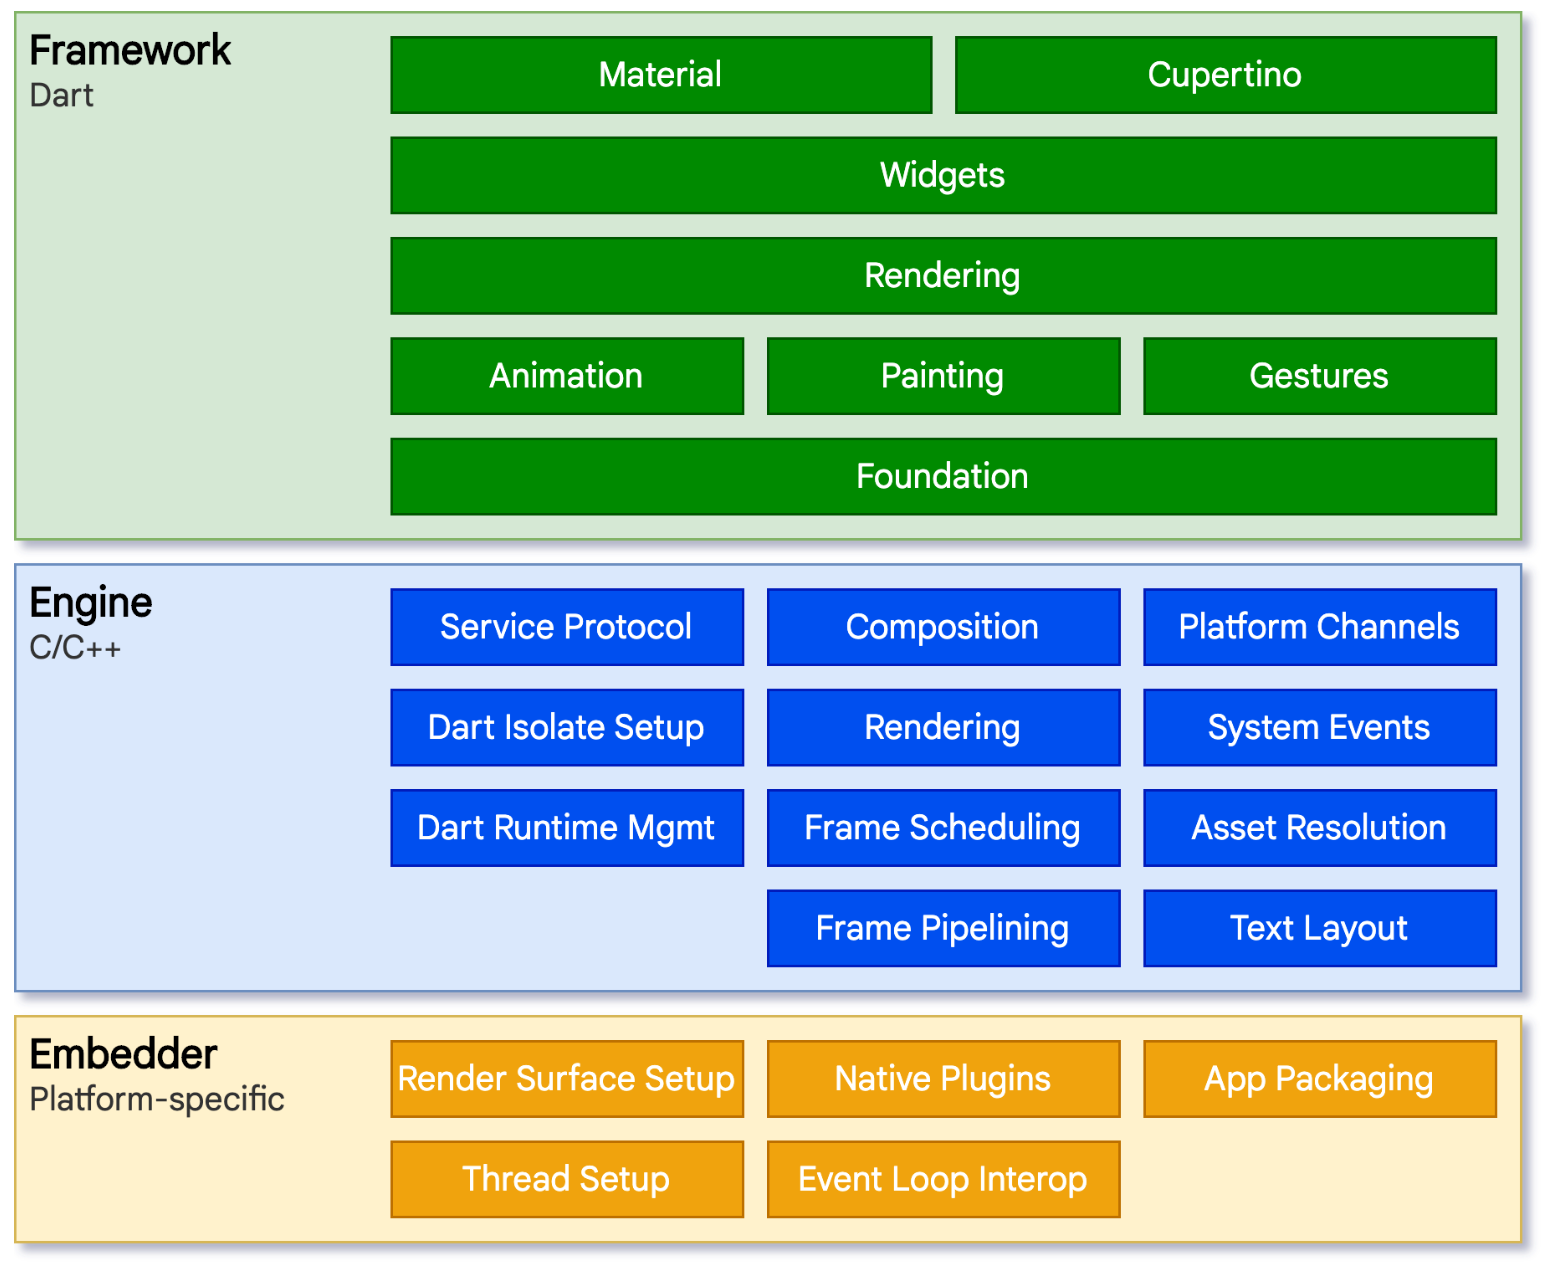 Framework
Dart
Material
Cupertino
Widgets
Rendering
Animation
Painting
Gestures
Foundation
Engine
C/C++
Service Protocol
Composition
Platform Channels
Dart Isolate Setup
Rendering
System Events
Dart Runtime Mgmt
Frame Scheduling
Asset Resolution
Frame Pipelining
Text Layout
Embedder
Platform-specific
Render Surface Setup
Native Plugins
App Packaging
Thread Setup
Event Loop Interop